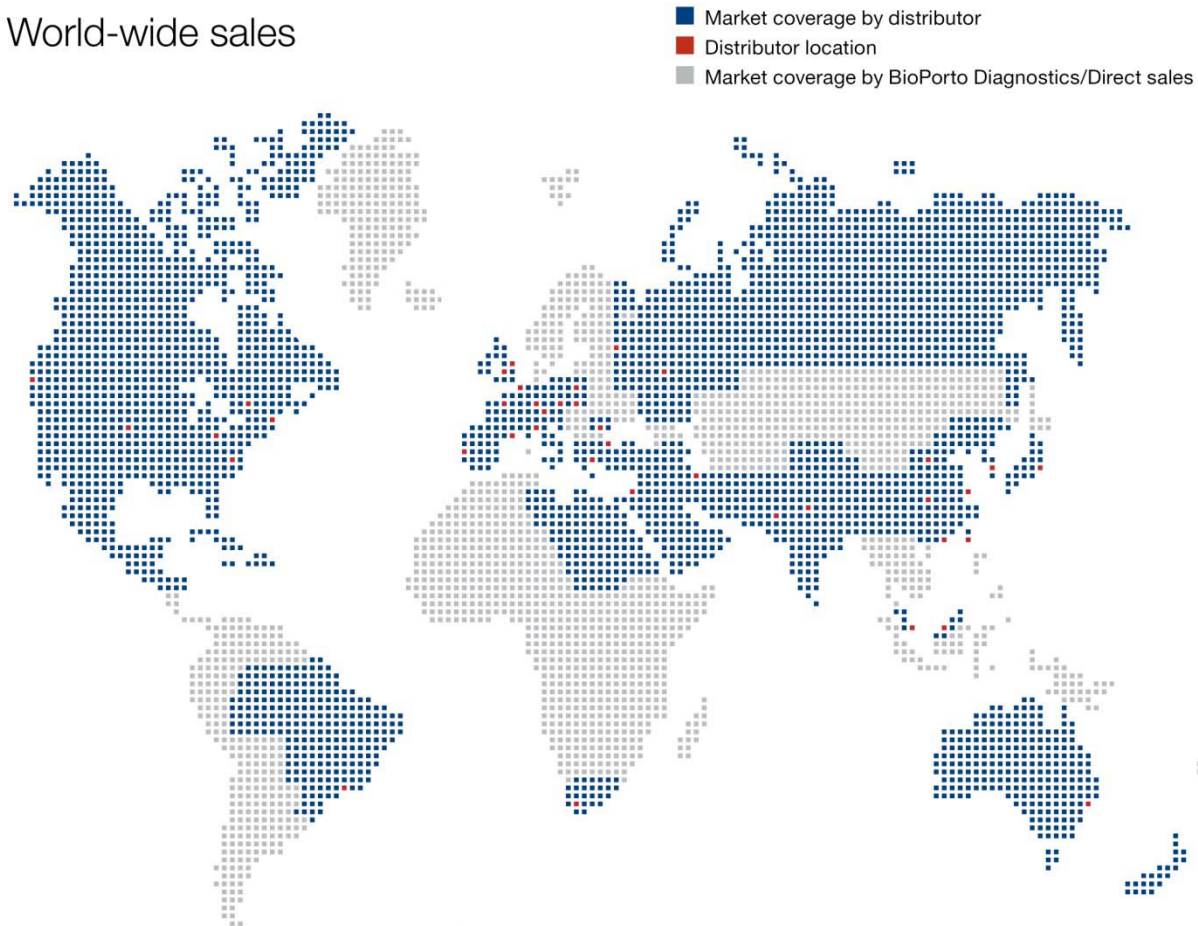 World-wide sales
Market coverage by distributor
Distributor location
Market coverage by BioPorto Diagnostics/Direct sales